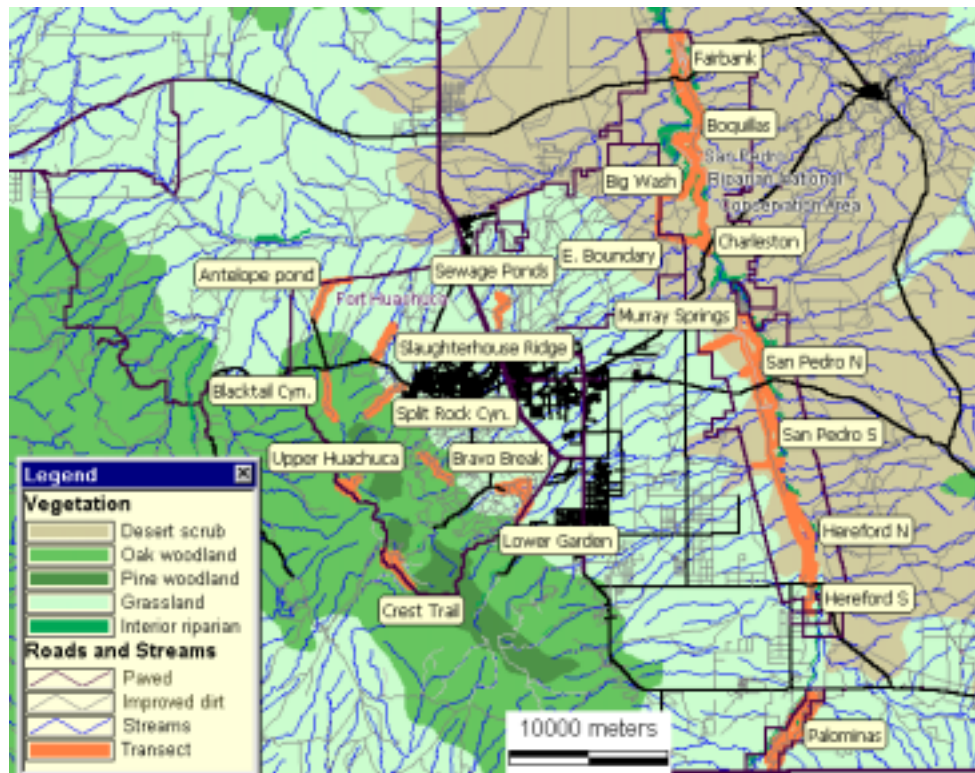 Fairbank
Boquillas
San Pedro
Riparian National
Conservation Area
Big Wash
Charleston
E. Boundary
Sewage Ponds
Antelope pond
Fort Huachuca
Murray Springs
Slaughterhouse Ridge
San Pedro N
Blacktail Cyn.
Split Rock Cyn.
San Pedro S
Upper Huachuca
Bravo Break
Lower Garden
Hereford N
Crest Trail
Hereford S
Palominas
10000 meters
Legend
Vegetation
Desert scrub
Oak woodland
Pine woodland
Grassland
Interior riparian
Roads and Streams
Paved
Improved dirt
Streams
Transect